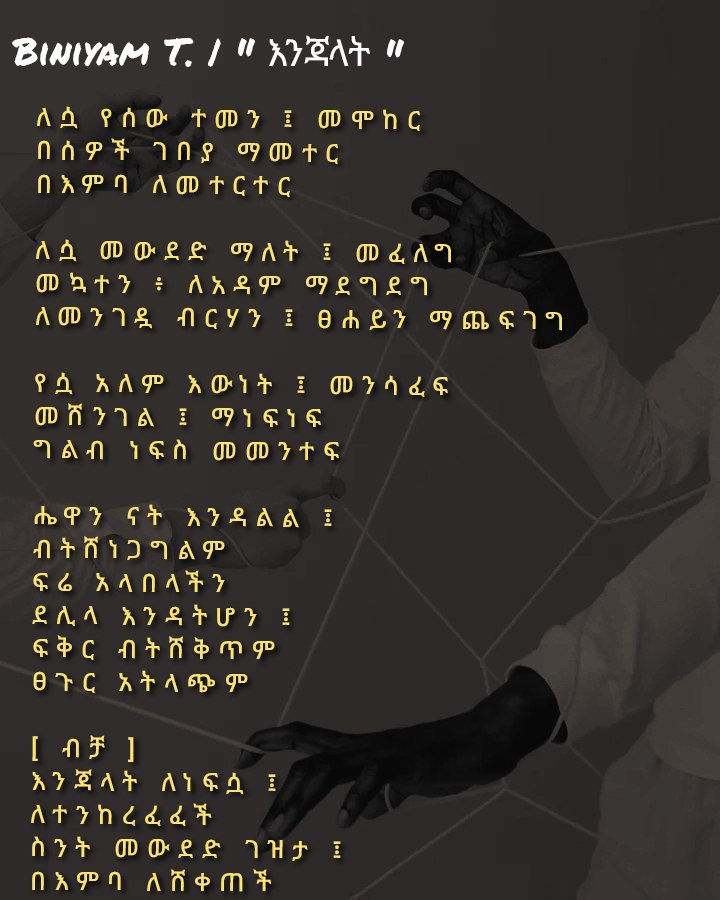 BINIYAM T. / " እንጃላት "
ለሷ የሰው ተመን ፤ መሞከር
በሰዎች ገበያ ማመተር
በእምባ ለመተርተር
ለሷ መውደድ ማለት ፤ መፈለግ
መኳተን ፥ ለአዳም ማደግደግ
ለመንገዷ ብርሃን ፤ ፀሐይን ማጨፍገግ
የሷ አለም እውነት ፤ መንሳፈፍ
መሸንገል ፤ ማነፍነፍ
ግልብ ነፍስ መመንተፍ
ሔዋን ናት እንዳልል ፤
ብትሸነጋግልም
ፍሬ አላበላችን
ደሊላ እንዳትሆን ፤
ፍቅር ብትሸቅጥም
ፀጉር አትላጭም
[ ብቻ ]
እንጃላት ለነፍሷ ፤
ለተንከረፈፈች
ስንት መውደድ ገዝታ ፤
በእምባ ለሸቀጠች